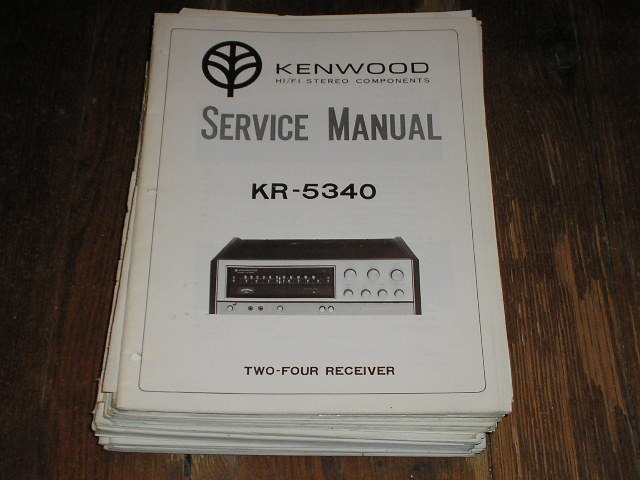 KENWOOD
HI/FI STEREO COMPONENTS
SERVICE MANUAL
KR-5340
TWO-FOUR RECEIVER